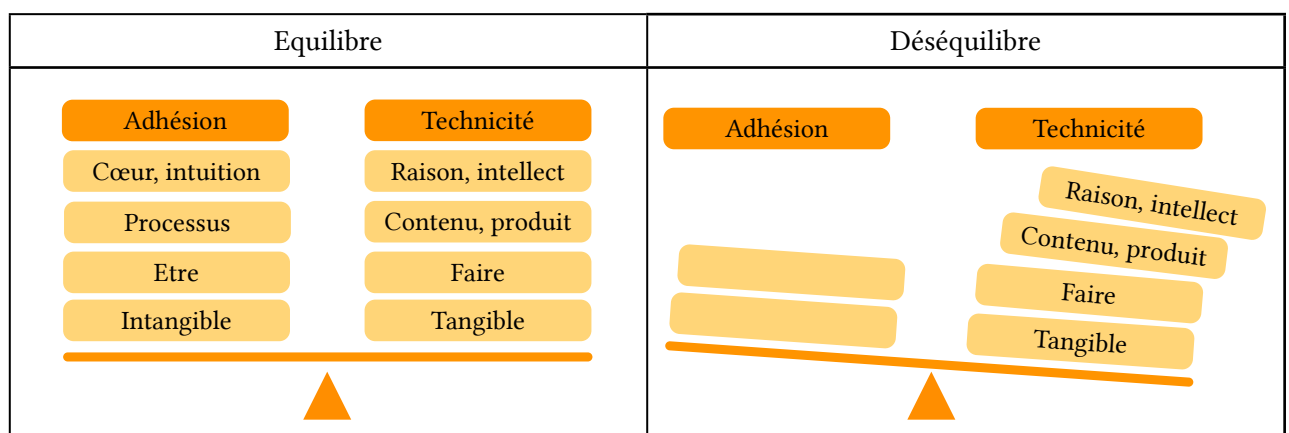 Equilibre
Déséquilibre
Adhésion
Technicité
Cœur, intuition
Raison, intellect
Processus
Contenu, produit
Etre
Faire
Intangible
Tangible
Adhésion
Technicité
Raison, intellect
Contenu, produit
Faire
Tangible